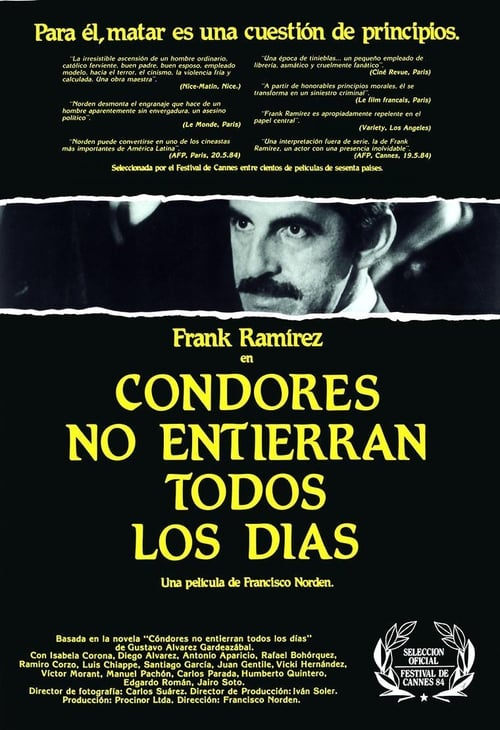 Para él, matar es una cuestión de principios.
"La irresistible ascensión de un hombre ordinario,
católico ferviente, buen padre, buen esposo, empleado
modelo, hacia el terror, el cinismo, la violencia fría y
calculada. Una obra maestra".
(Nice-Matin, Nice.)
"Norden desmonta el engranaje que hace de un
hombre aparentemente sin envergadura, un asesino
político".
(Le Monde, París)
"Norden puede convertirse en uno de los cineastas
más importantes de América Latina".
(AFP, París, 20.5.84)
"Una época de tinieblas... un pequeño empleado de
librería, asmático y cruelmente fanático".
(Ciné Revue, París)
"A partir de honorables principios morales, él se
transforma en un siniestro criminal".
(Le film francais, París)
"Frank Ramírez es apropiadamente repelente en el
papel central".
(Variety, Los Angeles)
"Una interpretación fuera de serie, la de Frank
Ramírez, un actor con una presencia inolvidable".
(AFP, Cannes, 19.5.84)
Seleccionada por el Festival de Cannes entre cientos de películas de sesenta países.
Frank Ramírez
en
CONDORES
NO ENTIERRAN
TODOS
LOS DIAS
Una película de Francisco Norden.
Basada en la novela "Cóndores no entierran todos los días"
de Gustavo Alvarez Gardeazábal.
Con Isabela Corona, Diego Alvarez, Antonio Aparicio, Rafael Bohórquez,
Ramiro Corzo, Luis Chiappe, Santiago García, Juan Gentile, Vicki Hernández,
Víctor Morant, Manuel Pachón, Carlos Parada, Humberto Quintero,
Edgardo Román, Jairo Soto.
Director de fotografía: Carlos Suárez. Director de Producción: Iván Soler.
Producción: Procinor Ltda. Dirección: Francisco Norden.
SELECCION
OFICIAL
FESTIVAL DE
CANNES 84